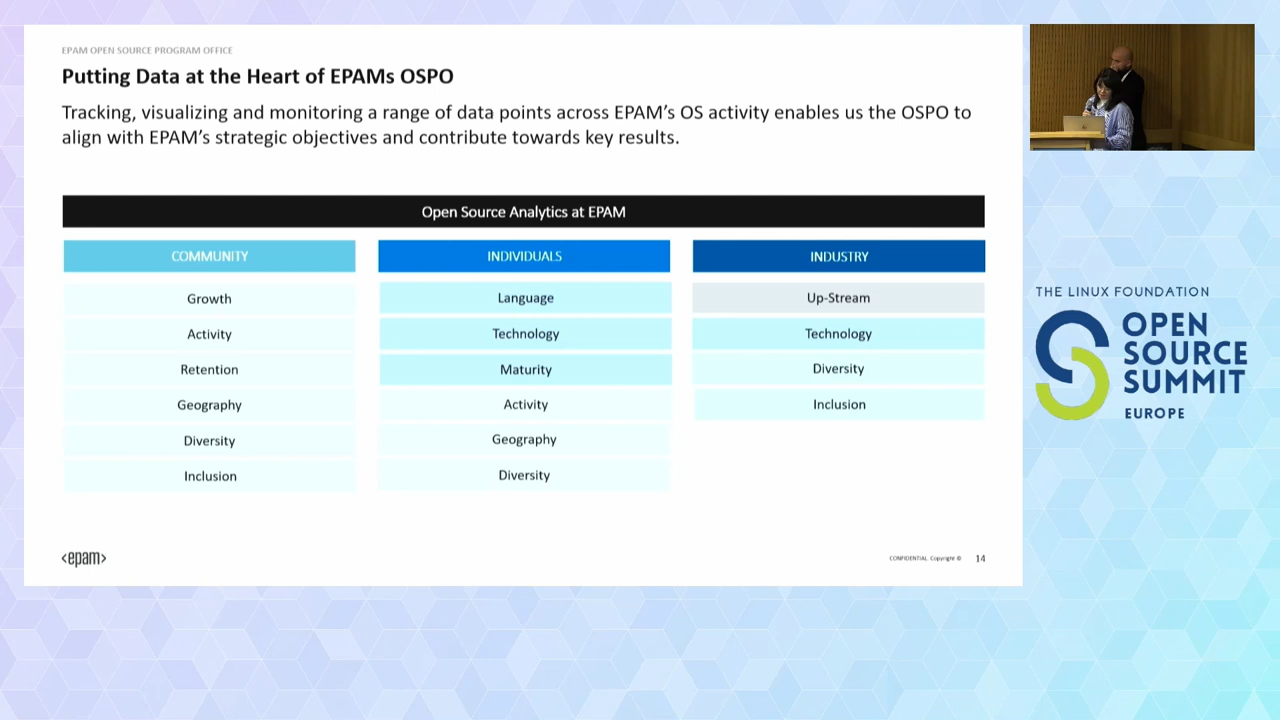 EPAM OPEN SOURCE PROGRAM OFFICE
Putting Data at the Heart of EPAMs OSPO
Tracking, visualizing and monitoring a range of data points across EPAM's OS activity enables us the OSPO to
align with EPAM's strategic objectives and contribute towards key results.
Open Source Analytics at EPAM
COMMUNITY
Growth
Activity
Retention
Geography
Diversity
Inclusion
INDIVIDUALS
Language
Technology
Maturity
Activity
Geography
Diversity
INDUSTRY
Up-Stream
Technology
Diversity
Inclusion
<epam>
CONFIDENTIAL. Copyright ©
14
THE LINUX FOUNDATION
OPEN
SOURCE
SUMMIT
EUROPE